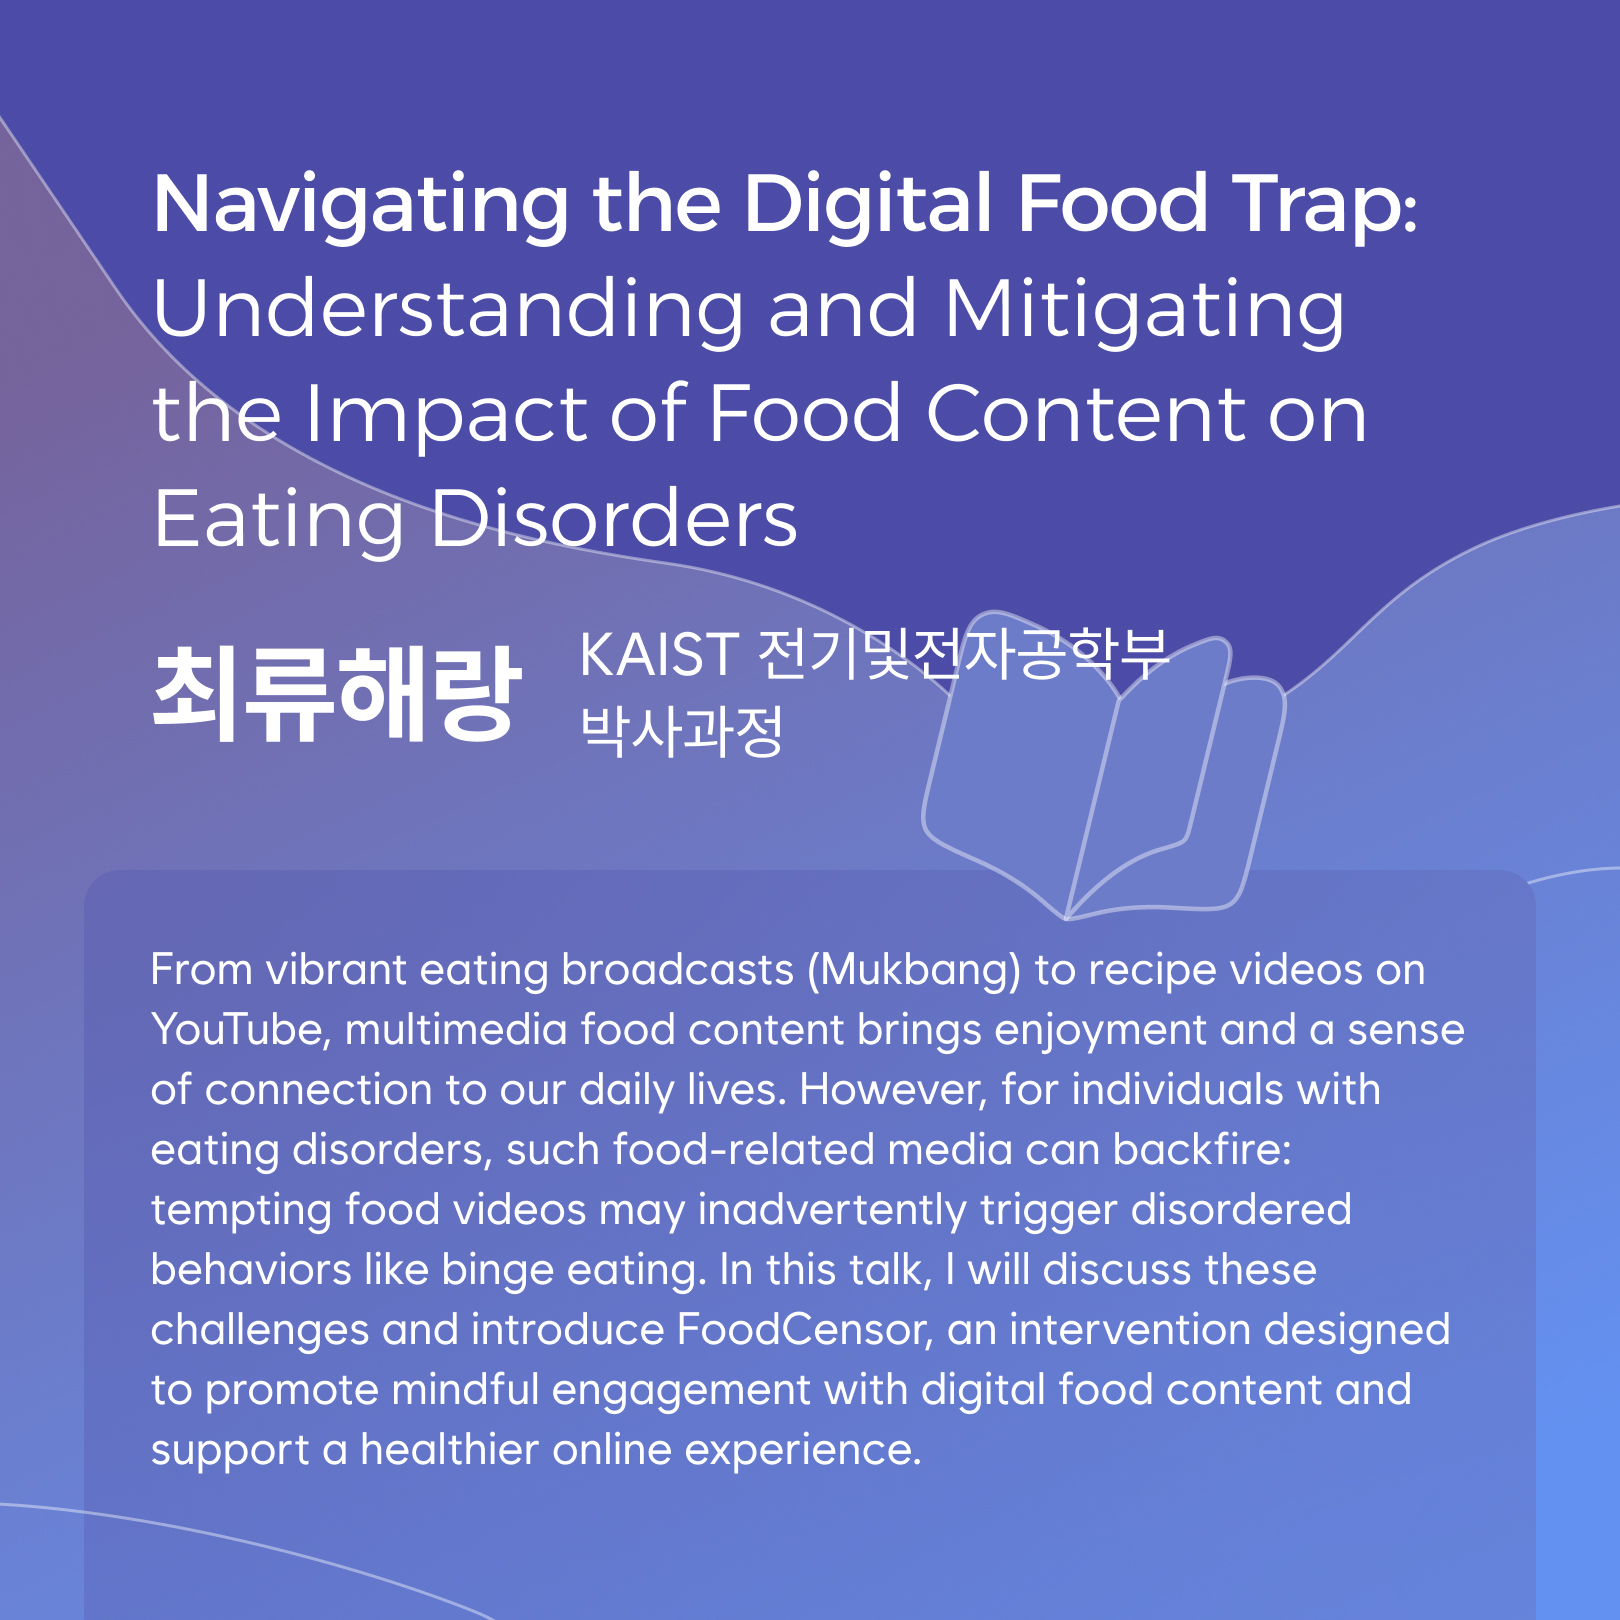 Navigating the Digital Food Trap:
Understanding and Mitigating
the Impact of Food Content on
Eating Disorders
최류해랑
KAIST 전기및전자공학부
박사과정
From vibrant eating broadcasts (Mukbang) to recipe videos on
YouTube, multimedia food content brings enjoyment and a sense
of connection to our daily lives. However, for individuals with
eating disorders, such food-related media can backfire:
tempting food videos may inadvertently trigger disordered
behaviors like binge eating. In this talk, I will discuss these
challenges and introduce FoodCensor, an intervention designed
to promote mindful engagement with digital food content and
support a healthier online experience.